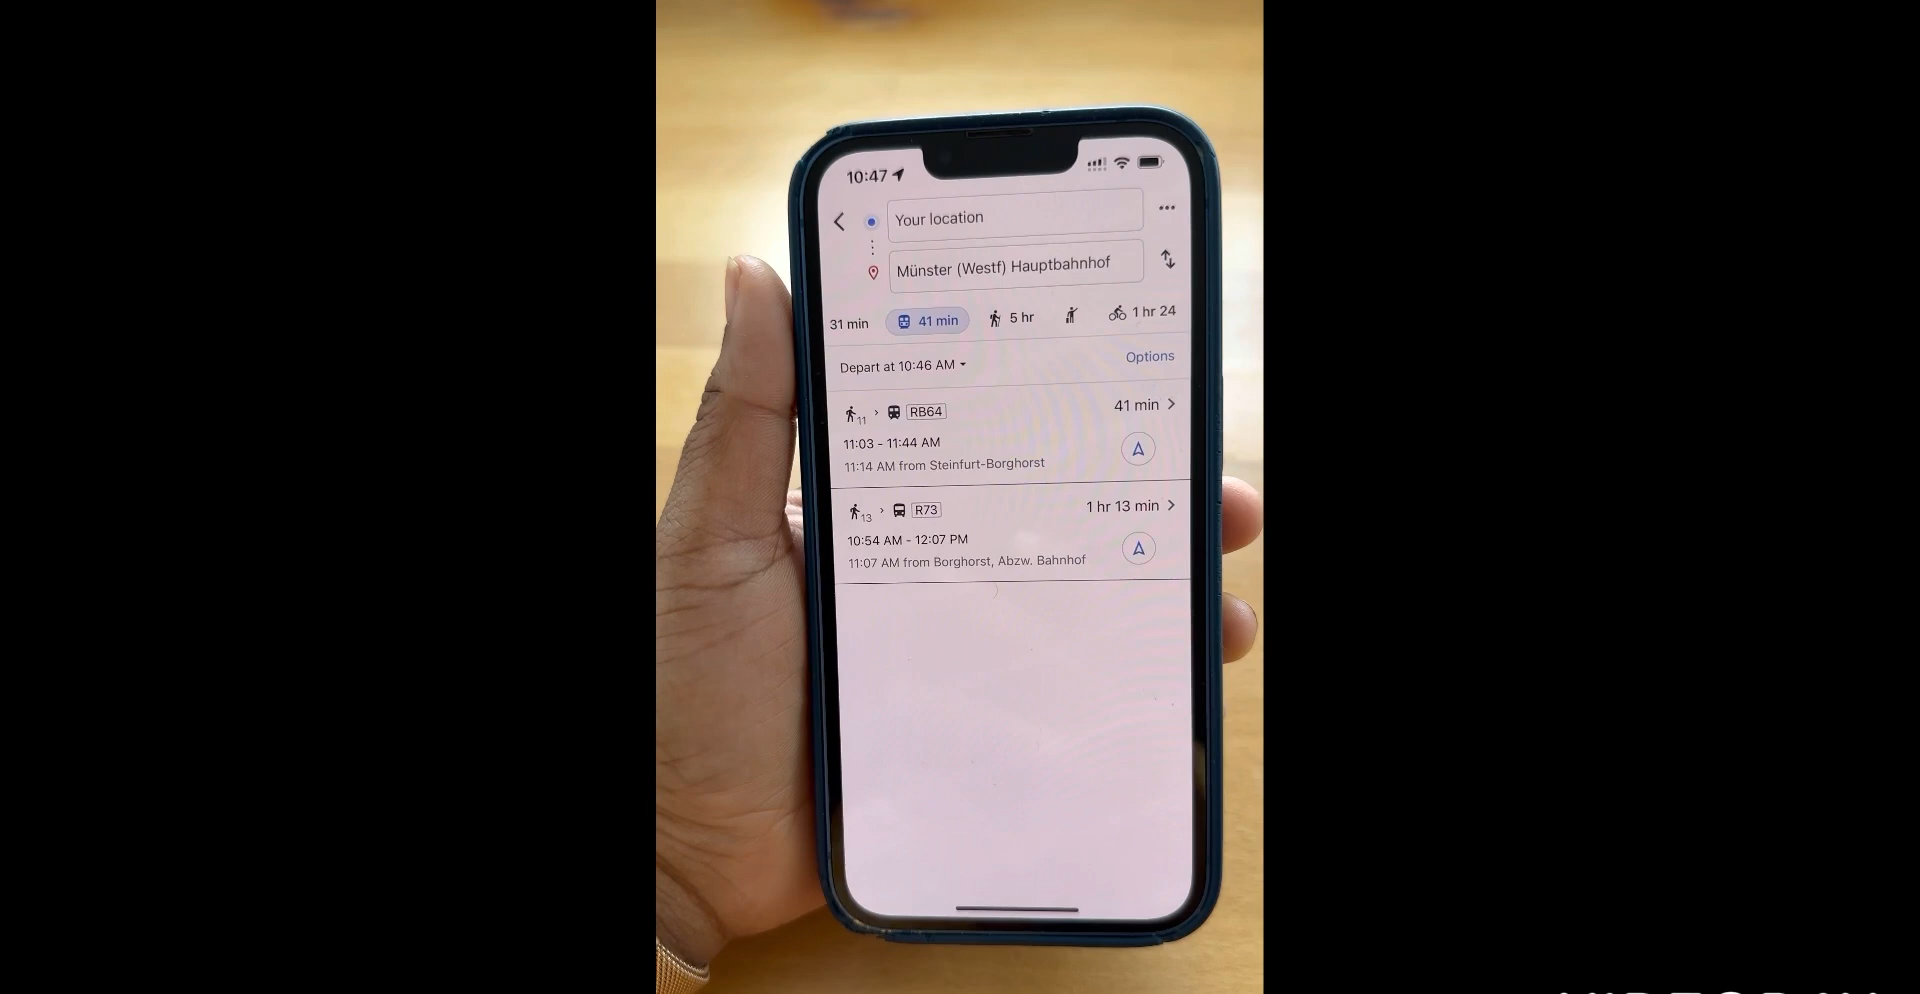 10:47
Your location
Münster (Westf) Hauptbahnhof
31 min 41 min 5 hr 1 hr 24
Depart at 10:46 AM Options
11 RB64 41 min
11:03 - 11:44 AM
11:14 AM from Steinfurt-Borghorst
13 R73 1 hr 13 min
10:54 AM - 12:07 PM
11:07 AM from Borghorst, Abzw. Bahnhof